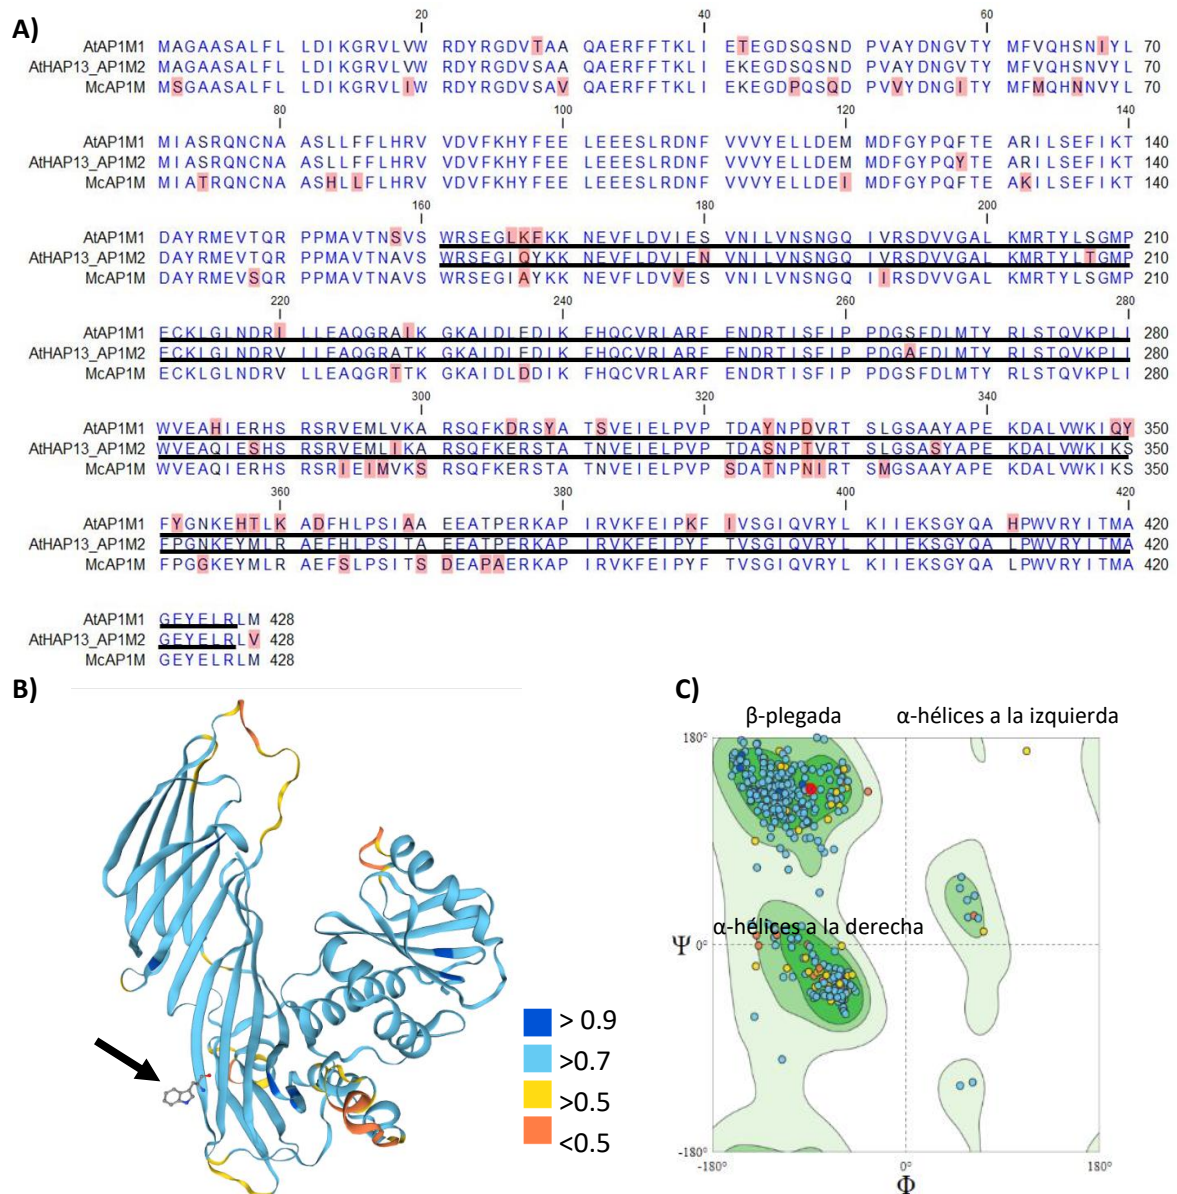 A)
20 40 60
AtAP1M1 MAGAASALFL LDIKGRVLVW RDYRGDVTAA QAERFFTKLI ETEGDSQSND PVAYDNGVTY MFVQHSNIYL 70
AtHAP13_AP1M2 MAGAASALFL LDIKGRVLVW RDYRGDVSAA QAERFFTKLI EKEGDSQSND PVAYDNGVTY MFVQHSNVYL 70
McAP1M MSGAASALFL LDIKGRVLIW RDYRGDVSAV QAERFFTKLI EKEGDPQSQD PVVYDNGITY MFMQHNNVYL 70
80 100 120 140
AtAP1M1 MIASRQNCNA ASLLFFLHRV VDVFKHYFEE LEEESLRDNF VVVYELLDEM MDFGYPQFTE ARILSEFIKT 140
AtHAP13_AP1M2 MIASRQNCNA ASLLFFLHRV VDVFKHYFEE LEEESLRDNF VVVYELLDEM MDFGYPQYTE ARILSEFIKT 140
McAP1M MIATRQNCNA ASHLLFLHRV VDVFKHYFEE LEEESLRDNF VVVYELLDEI MDFGYPQFTE AKILSEFIKT 140
160 180 200
AtAP1M1 DAYRMEVTQR PPMAVTNSVS WRSEGLKFKK NEVFLDVIES VNILVNSNGQ IVRSDVVGAL KMRTYLSGMP 210
AtHAP13_AP1M2 DAYRMEVTQR PPMAVTNAVS WRSEGIQYKK NEVFLDVIEN VNILVNSNGQ IVRSDVVGAL KMRTYLTGMP 210
McAP1M DAYRMEVSQR PPMAVTNAVS WRSEGIAYKK NEVFLDVVES VNILVNSNGQ IIRSDVVGAL KMRTYLSGMP 210
220 240 260 280
AtAP1M1 ECKLGLNDRI LLEAQGRAIK GKAIDLEDIK FHQCVRLARF ENDRTISFIP PDGSFDLMTY RLSTQVKPLI 280
AtHAP13_AP1M2 ECKLGLNDRV LLEAQGRATK GKAIDLEDIK FHQCVRLARF ENDRTISFIP PDGAFDLMTY RLSTQVKPLI 280
McAP1M ECKLGLNDRV LLEAQGRTTK GKAIDLDDIK FHQCVRLARF ENDRTISFIP PDGSFDLMTY RLSTQVKPLI 280
300 320 340
AtAP1M1 WVEAHIERHS RSRVEMLVKA RSQFKDRSYA TSVEIELPVP TDAYNPDVRT SLGSAAYAPE KDALVWKIQY 350
AtHAP13_AP1M2 WVEAQIESHS RSRVEMLIKA RSQFKERSTA TNVEIELPVP TDASNPTVRT SLGSASYAPE KDALVWKIKS 350
McAP1M WVEAQIERHS RSRIEIMVKS RSQFKERSTA TNVEIELPVP SDATNPNIRT SMGSAAYAPE KDALVWKIKS 350
360 380 400 420
AtAP1M1 FYGNKEHTLK ADFHLPSIAA EEATPERKAP IRVKFEIPKF IVSGIQVRYL KIIEKSGYQA HPWVRYITMA 420
AtHAP13_AP1M2 FPGNKEYMLR AEFHLPSITA EEATPERKAP IRVKFEIPYF TVSGIQVRYL KIIEKSGYQA LPWVRYITMA 420
McAP1M FPGGKEYMLR AEFSLPSITS DEAPAERKAP IRVKFEIPYF TVSGIQVRYL KIIEKSGYQA LPWVRYITMA 420
AtAP1M1 GEYELRLM 428
AtHAP13_AP1M2 GEYELRLV 428
McAP1M GEYELRLM 428
B)
> 0.9
>0.7
>0.5
<0.5
C)
β-plegada α-hélices a la izquierda
180°
α-hélices a la derecha
Ψ 0°
-180°
-180° 0° 180°
Φ